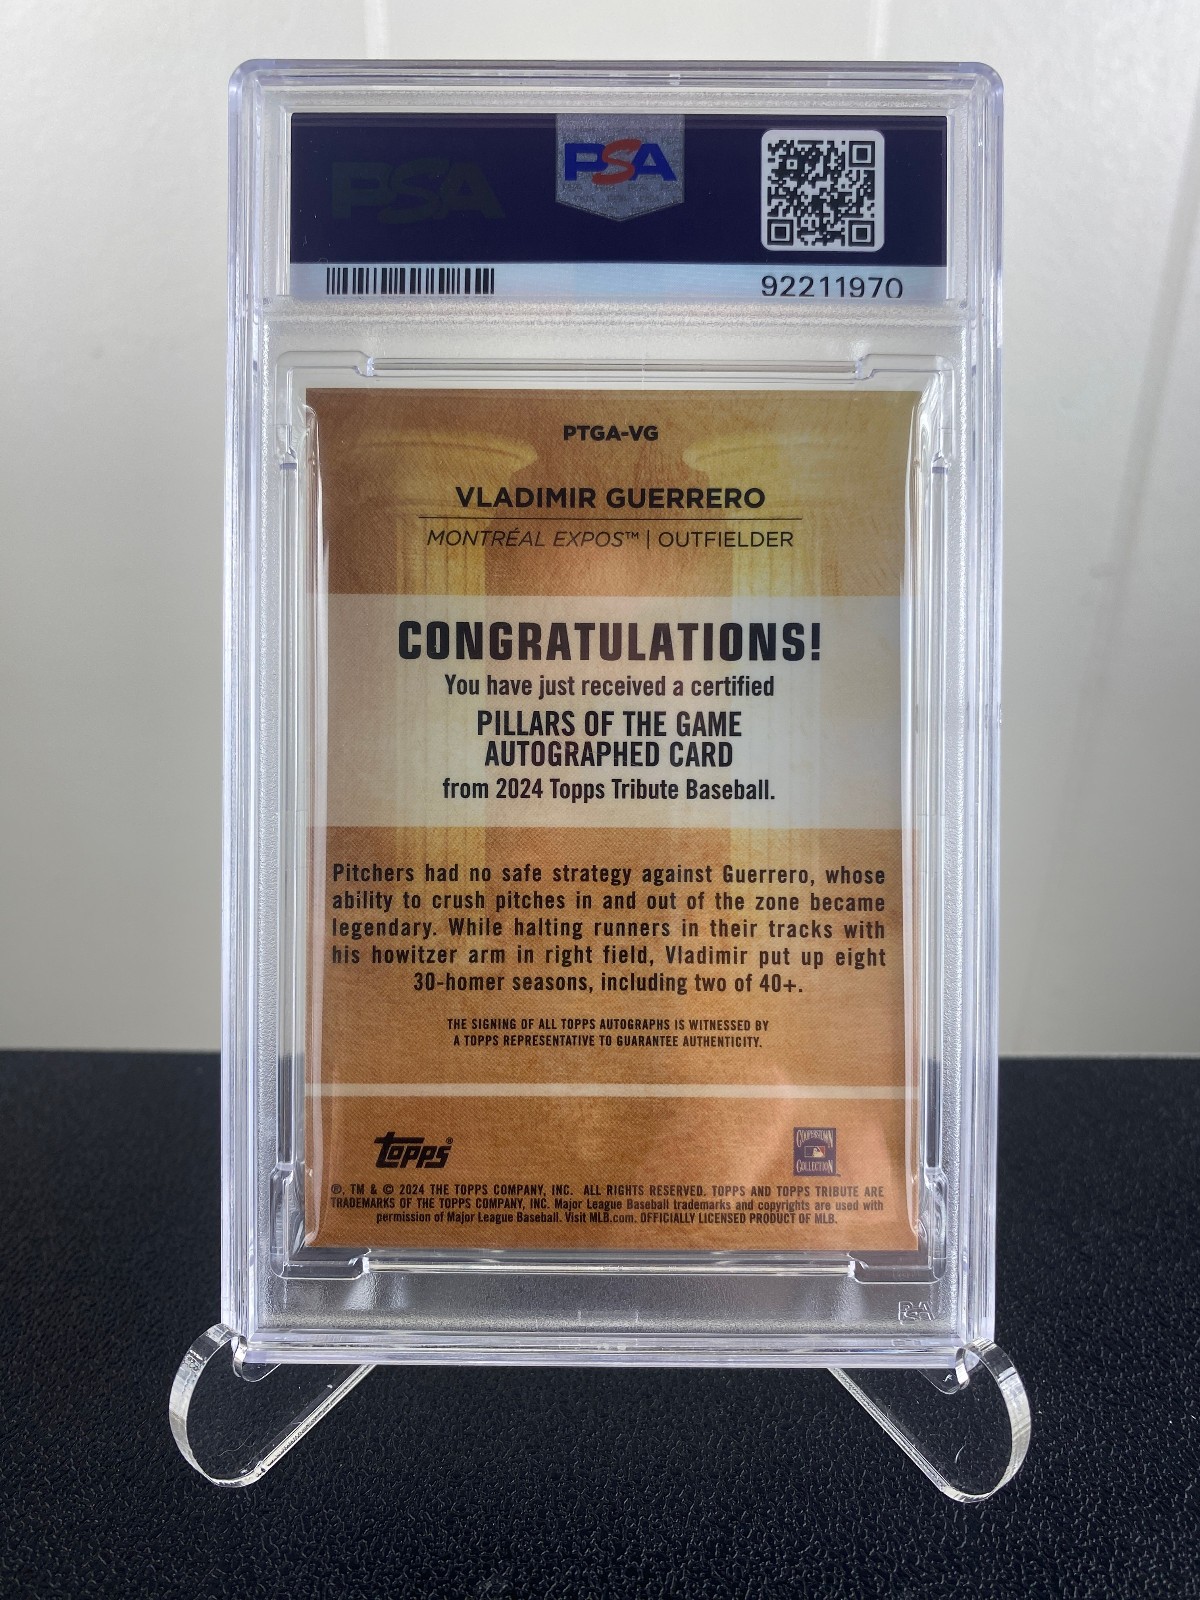 PSA
PSA
92211970
PTGA-VG
VLADIMIR GUERRERO
MONTRÉAL EXPOS™ | OUTFIELDER
CONGRATULATIONS!
You have just received a certified
PILLARS OF THE GAME
AUTOGRAPHED CARD
from 2024 Topps Tribute Baseball.
Pitchers had no safe strategy against Guerrero, whose
ability to crush pitches in and out of the zone became
legendary. While halting runners in their tracks with
his howitzer arm in right field, Vladimir put up eight
30-homer seasons, including two of 40+.
THE SIGNING OF ALL TOPPS AUTOGRAPHS IS WITNESSED BY
A TOPPS REPRESENTATIVE TO GUARANTEE AUTHENTICITY.
topps®
COOPERSTOWN
COLLECTION™
®, TM & © 2024 THE TOPPS COMPANY, INC. ALL RIGHTS RESERVED. TOPPS AND TOPPS TRIBUTE ARE
TRADEMARKS OF THE TOPPS COMPANY, INC. Major League Baseball trademarks and copyrights are used with
permission of Major League Baseball. Visit MLB.com. OFFICIALLY LICENSED PRODUCT OF MLB.
PSA